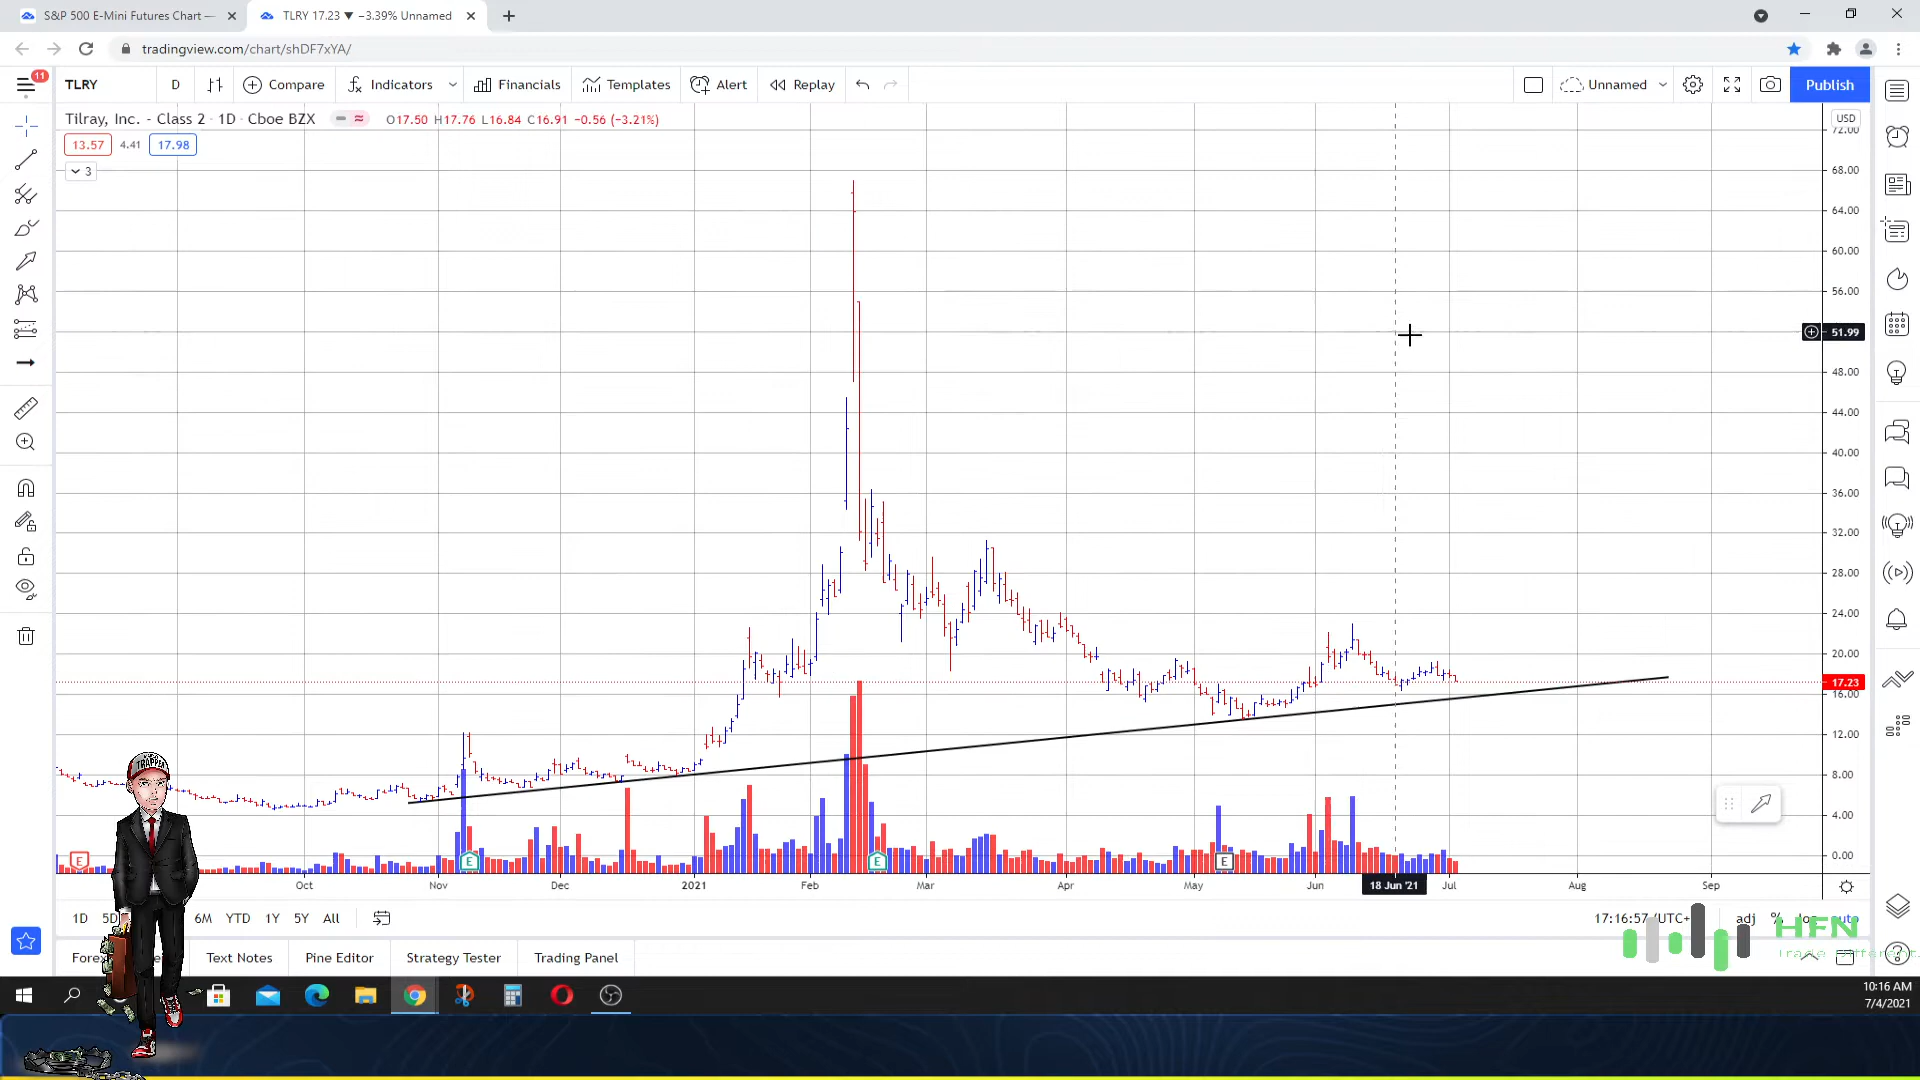 S&P 500 E-Mini Futures Chart —
TLRY 17.23 ▼ −3.39% Unnamed
tradingview.com/chart/shDF7xYA/
11
TLRY
D
Compare
Indicators
Financials
Templates
Alert
Replay
Unnamed
Publish
Tilray, Inc. - Class 2 · 1D · Cboe BZX
O17.50 H17.76 L16.84 C16.91 −0.56 (−3.21%)
13.57
4.41
17.98
3
USD
72.00
68.00
64.00
60.00
56.00
51.99
48.00
44.00
40.00
36.00
32.00
28.00
24.00
20.00
17.23
16.00
12.00
8.00
4.00
0.00
TRAPPER
E
E
E
E
Oct
Nov
Dec
2021
Feb
Mar
Apr
May
Jun
18 Jun '21
Jul
Aug
Sep
1D
6M
YTD
1Y
5Y
All
17:16:57 (UTC+
adj
%
HFN
Trade Different.
Text Notes
Pine Editor
Strategy Tester
Trading Panel
10:16 AM
7/4/2021